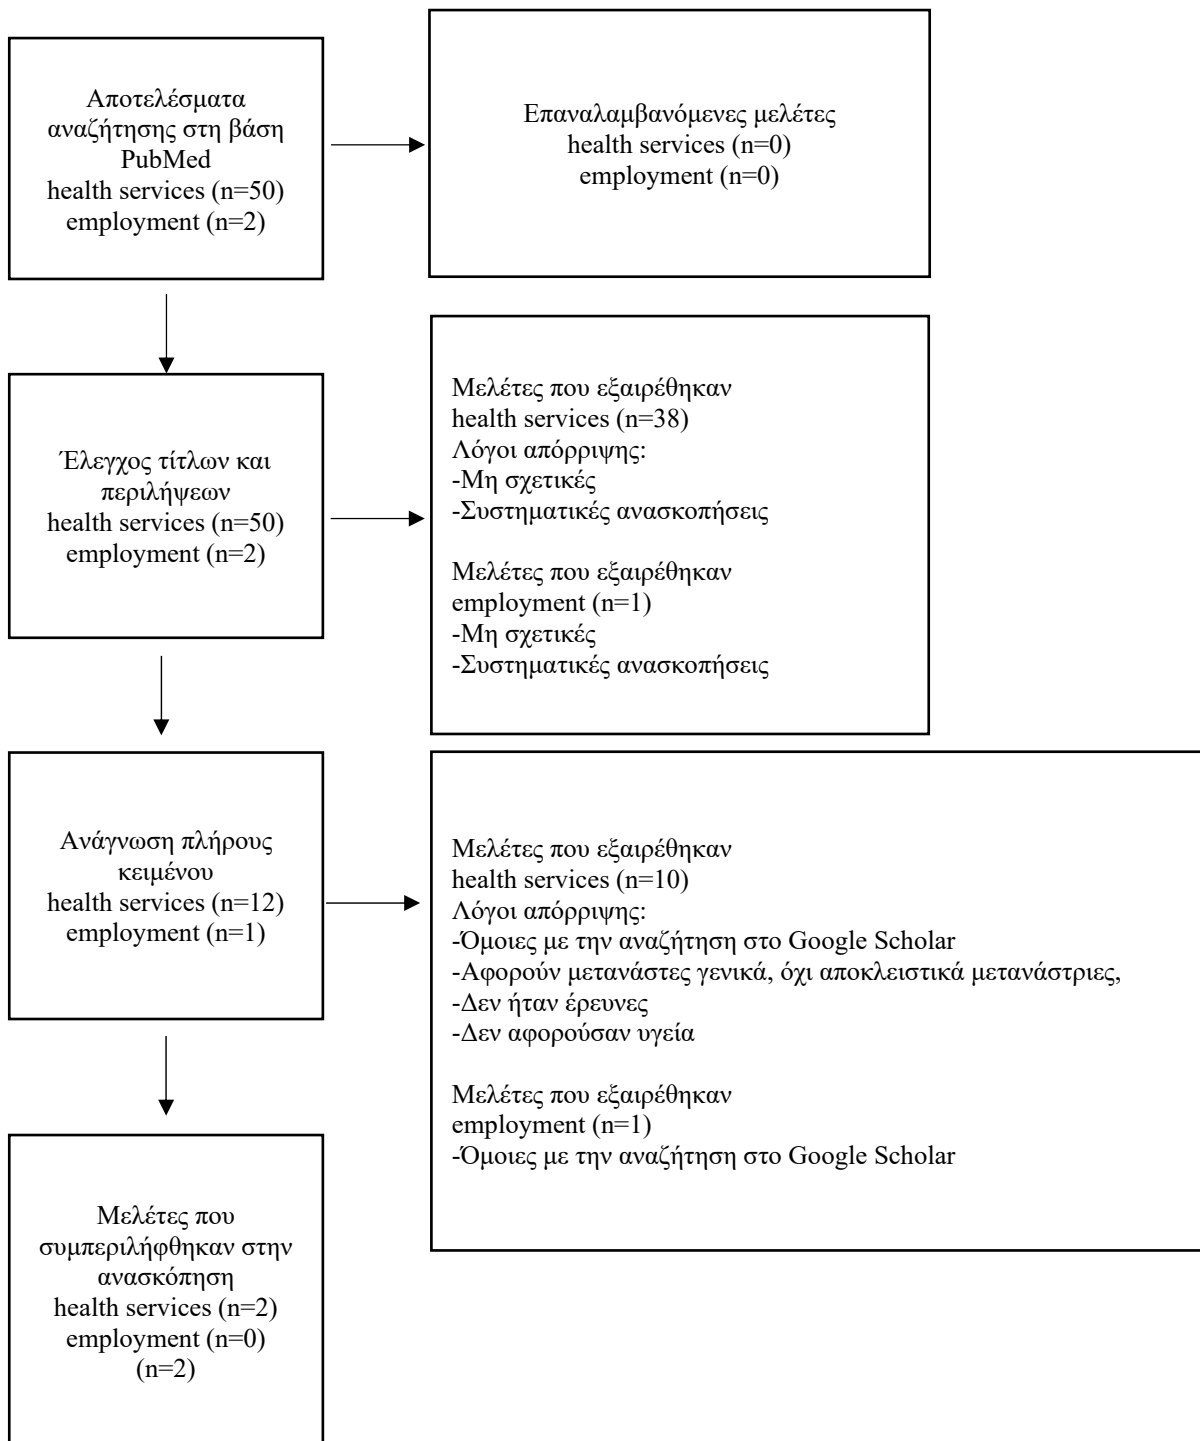 Αποτελέσματα
αναζήτησης στη βάση
PubMed
health services (n=50)
employment (n=2)
Επαναλαμβανόμενες μελέτες
health services (n=0)
employment (n=0)
Έλεγχος τίτλων και
περιλήψεων
health services (n=50)
employment (n=2)
Μελέτες που εξαιρέθηκαν
health services (n=38)
Λόγοι απόρριψης:
-Μη σχετικές
-Συστηματικές ανασκοπήσεις
Μελέτες που εξαιρέθηκαν
employment (n=1)
-Μη σχετικές
-Συστηματικές ανασκοπήσεις
Ανάγνωση πλήρους
κειμένου
health services (n=12)
employment (n=1)
Μελέτες που εξαιρέθηκαν
health services (n=10)
Λόγοι απόρριψης:
-Όμοιες με την αναζήτηση στο Google Scholar
-Αφορούν μετανάστες γενικά, όχι αποκλειστικά μετανάστριες,
-Δεν ήταν έρευνες
-Δεν αφορούσαν υγεία
Μελέτες που εξαιρέθηκαν
employment (n=1)
-Όμοιες με την αναζήτηση στο Google Scholar
Μελέτες που
συμπεριλήφθηκαν στην
ανασκόπηση
health services (n=2)
employment (n=0)
(n=2)